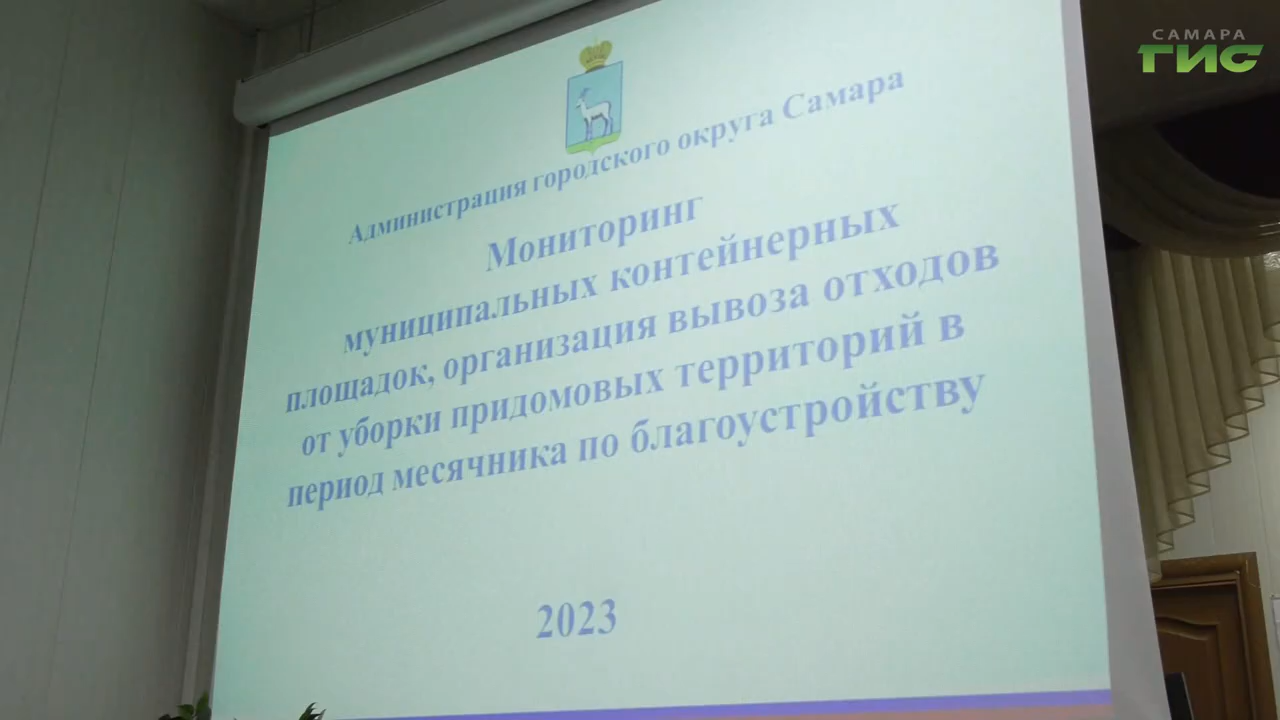 САМАРА
ГИС
Администрация городского округа Самара
Мониторинг
муниципальных контейнерных
площадок, организация вывоза отходов
от уборки придомовых территорий в
период месячника по благоустройству
2023